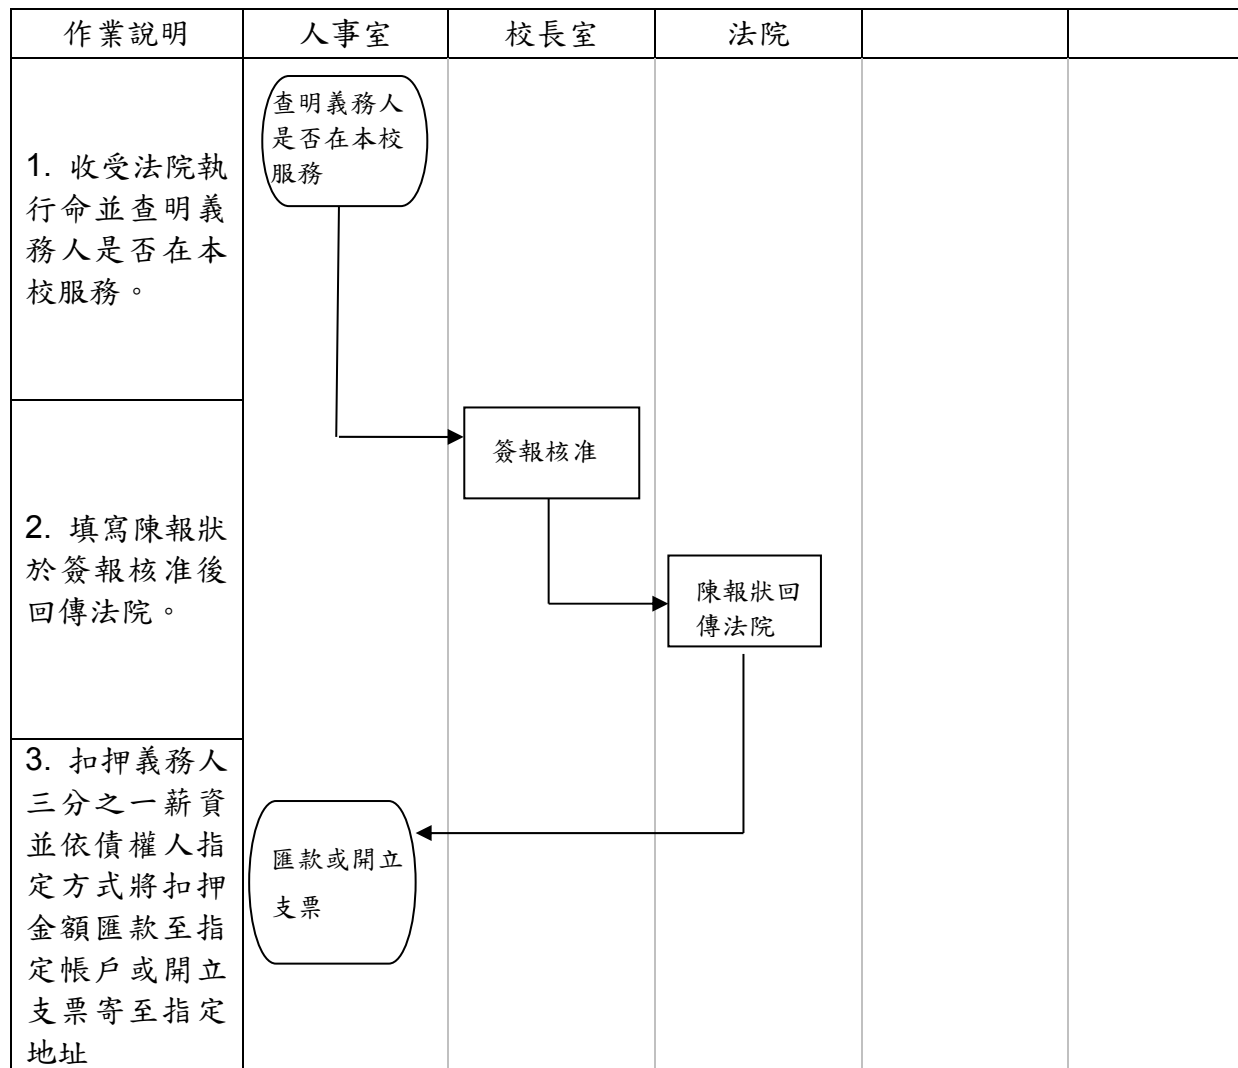 作業說明 人事室 校長室 法院
查明義務人
是否在本校
服務
1. 收受法院執
行命並查明義
務人是否在本
校服務。
簽報核准
2. 填寫陳報狀
於簽報核准後
回傳法院。
陳報狀回
傳法院
3. 扣押義務人
三分之一薪資
並依債權人指
定方式將扣押
金額匯款至指
定帳戶或開立
支票寄至指定
地址
匯款或開立
支票